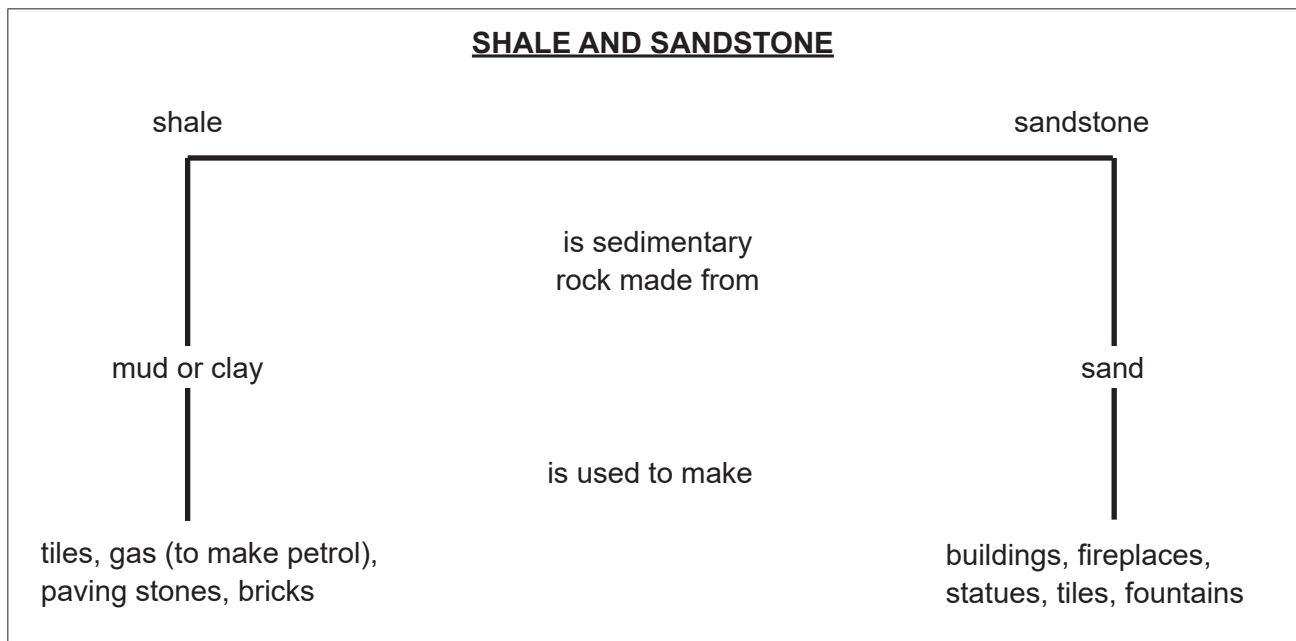 SHALE AND SANDSTONE
shale
sandstone
is sedimentary
rock made from
mud or clay
sand
is used to make
tiles, gas (to make petrol),
paving stones, bricks
buildings, fireplaces,
statues, tiles, fountains